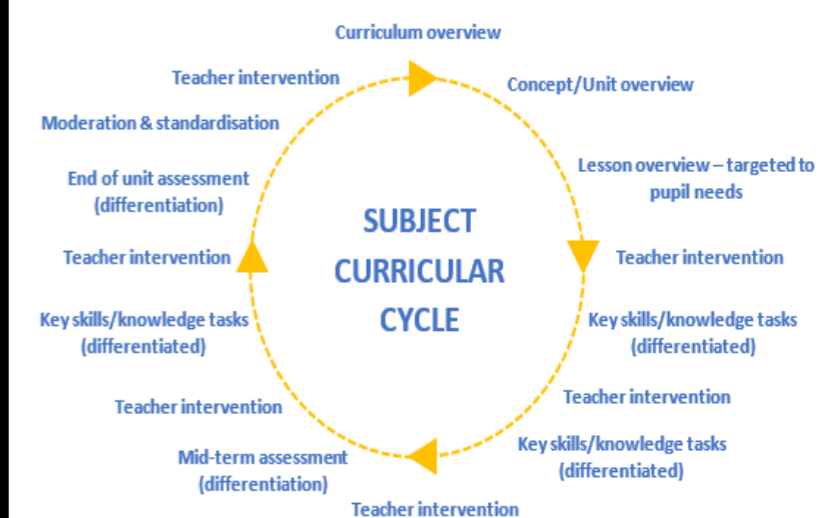 Curriculum overview
Concept/Unit overview
Lesson overview – targeted to
pupil needs
Teacher intervention
Key skills/knowledge tasks
(differentiated)
Teacher intervention
Key skills/knowledge tasks
(differentiated)
Teacher intervention
Mid-term assessment
(differentiation)
Teacher intervention
Key skills/knowledge tasks
(differentiated)
Teacher intervention
End of unit assessment
(differentiation)
Moderation & standardisation
Teacher intervention
SUBJECT
CURRICULAR
CYCLE